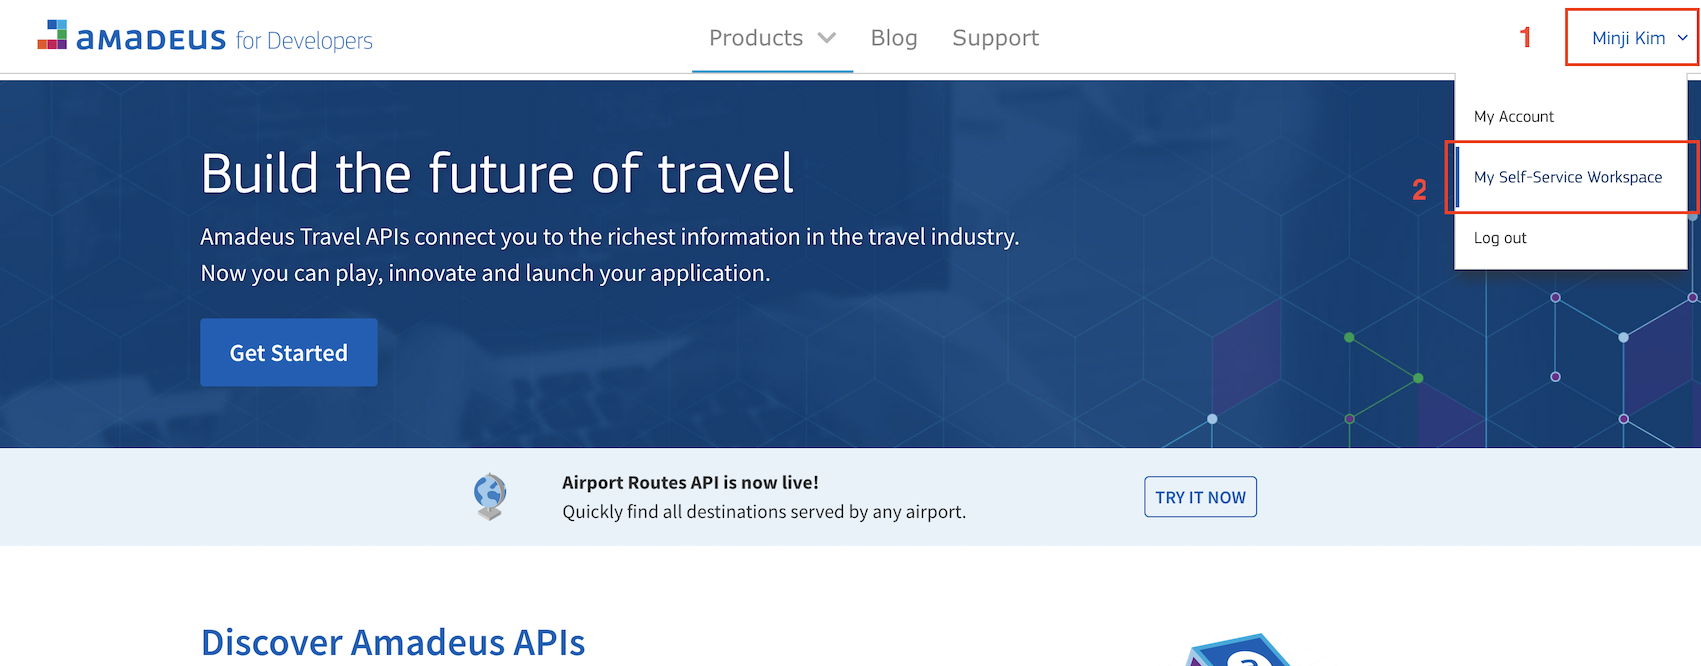 amadeus for Developers
Products
Blog
Support
1
Minji Kim
My Account
2
My Self-Service Workspace
Log out
Build the future of travel
Amadeus Travel APIs connect you to the richest information in the travel industry.
Now you can play, innovate and launch your application.
Get Started
Airport Routes API is now live!
Quickly find all destinations served by any airport.
TRY IT NOW
Discover Amadeus APIs
a